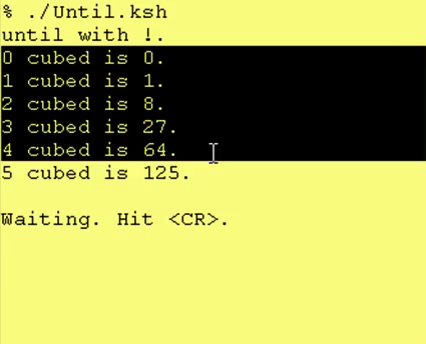 % ./Until.ksh
until with !.
0 cubed is 0.
1 cubed is 1.
2 cubed is 8.
3 cubed is 27.
4 cubed is 64.
5 cubed is 125.
Waiting. Hit <CR>.